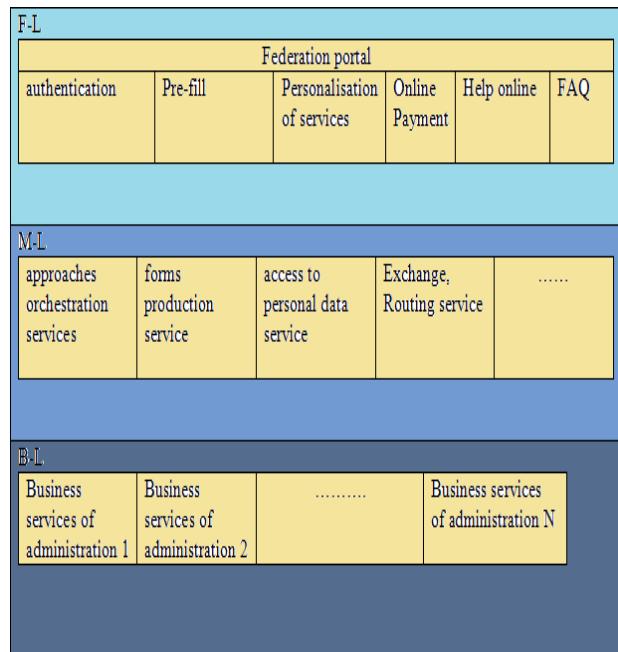 F-L
Federation portal
authentication
Pre-fill
Personalisation
of services
Online
Payment
Help online
FAQ
M-L
approaches
orchestration
services
forms
production
service
access to
personal data
service
Exchange,
Routing service
......
B-L
Business
services of
administration 1
Business
services of
administration 2
..........
Business services
of administration N